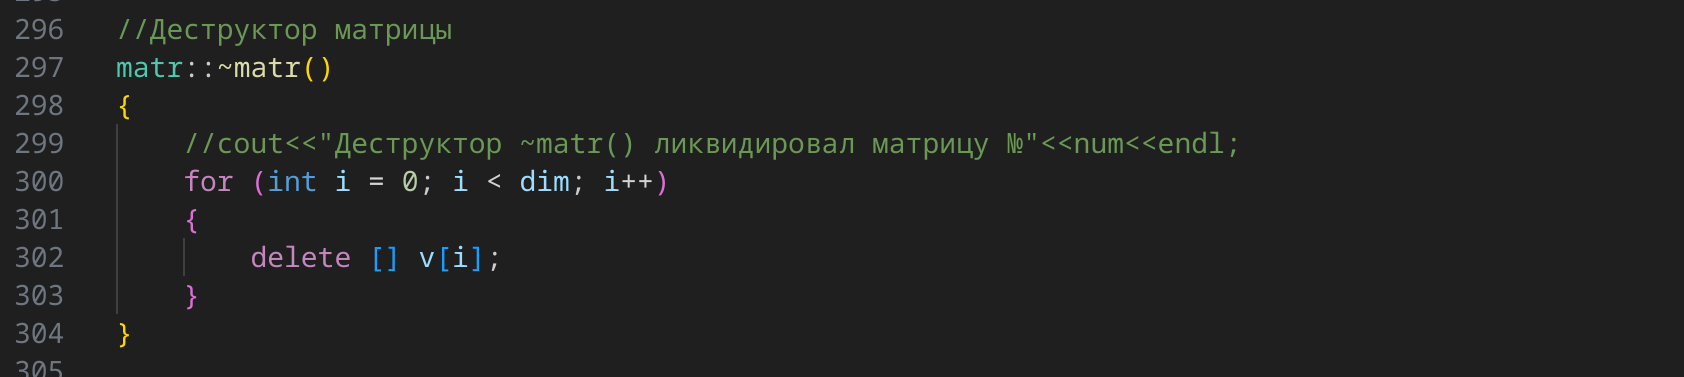 296 //Деструктор матрицы
297 matr::~matr()
298 {
299 //cout<<"Деструктор ~matr() ликвидировал матрицу №"<<num<<endl;
300 for (int i = 0; i < dim; i++)
301 {
302 delete [] v[i];
303 }
304 }
305